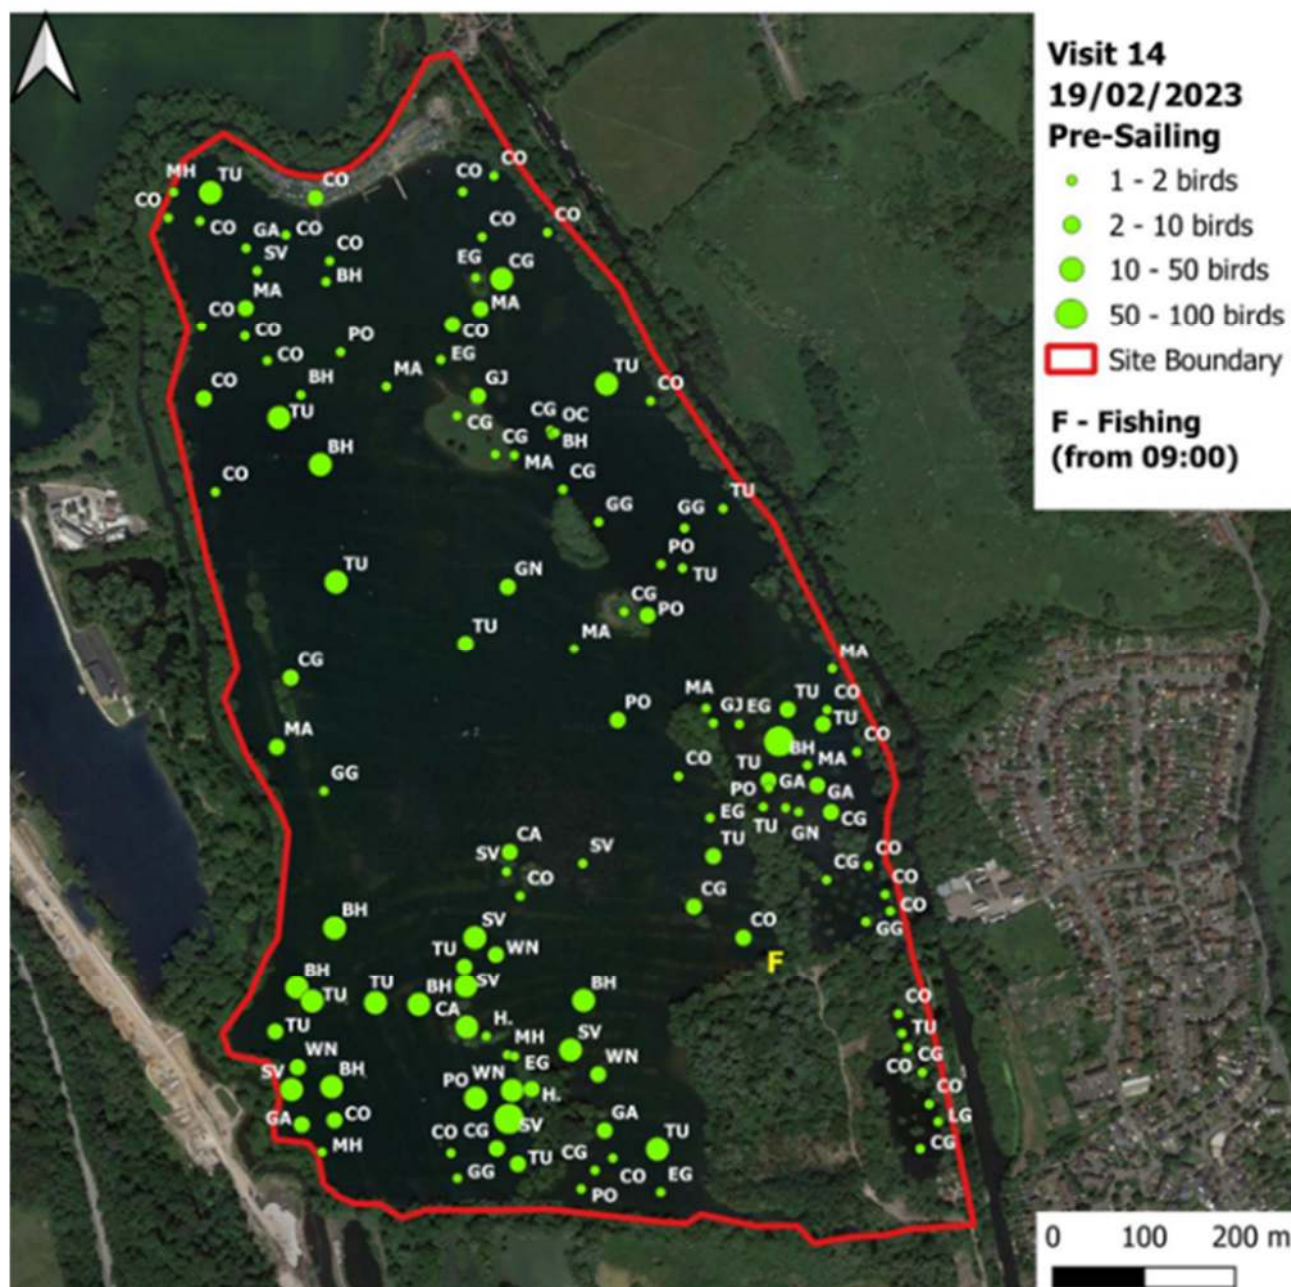 Visit 14
19/02/2023
Pre-Sailing
1 - 2 birds
2 - 10 birds
10 - 50 birds
50 - 100 birds
Site Boundary
F - Fishing
(from 09:00)
CO
MH TU CO CO
CO
CO GA CO CO CO
SV CO EG CG
BH
MA MA
CO CO
CO PO EG
CO BH MA GJ TU CO
CO
TU CG CG OC
BH
BH CG MA
CO CG TU
GG GG
PO
TU GN TU
CG PO
TU MA
CG MA
MA GJ EG TU CO
PO TU
MA BH CO
CO TU MA
GG PO GA GA
EG TU GN CG
CA SV TU CO
SV CG
CO CG CO
BH CO CO
SV GG
TU WN F
BH SV BH
TU TU BH CO
CA H. TU
TU SV
WN MH CG
EG WN CO
SV BH PO WN H. CO
GA CO SV GA LG
CO CG TU
MH CG CG
GG TU CO EG
PO
0 100 200 m